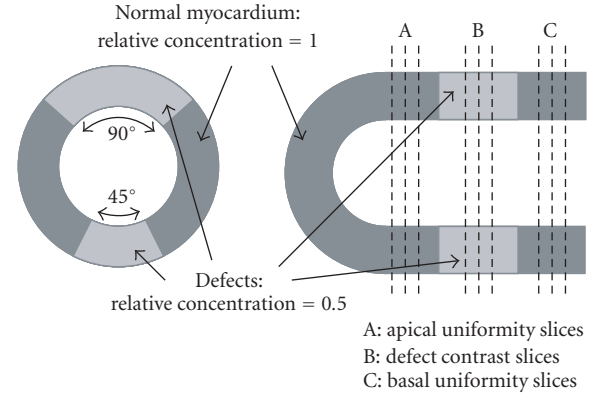 Normal myocardium:
relative concentration = 1
A
B
C
90°
45°
Defects:
relative concentration = 0.5
A: apical uniformity slices
B: defect contrast slices
C: basal uniformity slices